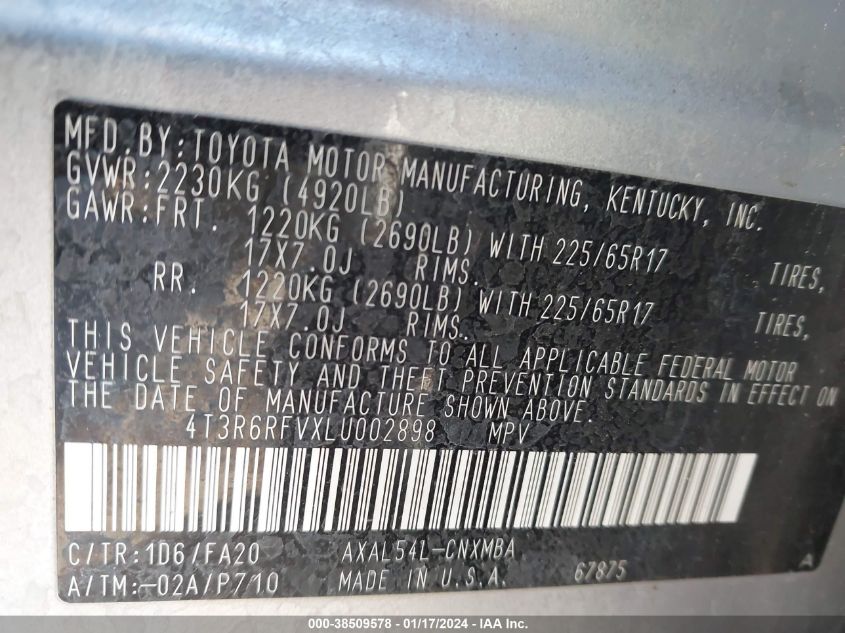 MFD.BY:TOYOTA MOTOR MANUFACTURING, KENTUCKY, INC.
GVWR:2230KG (4920LB)
GAWR:FRT. 1220KG (2690LB) WITH 225/65R17 TIRES,
17X7.0J RIMS.
RR. 1220KG (2690LB) WITH 225/65R17 TIRES,
17X7.0J RIMS.
THIS VEHICLE CONFORMS TO ALL APPLICABLE FEDERAL MOTOR
VEHICLE SAFETY AND THEFT PREVENTION STANDARDS IN EFFECT ON
THE DATE OF MANUFACTURE SHOWN ABOVE.
4T3R6RFVXLU002898 MPV
C/TR:1D6/FA20 AXAL54L-CNXMBA
A/TM:-02A/P710 MADE IN U.S.A. 67875 A
000-38509578 - 01/17/2024 - IAA Inc.